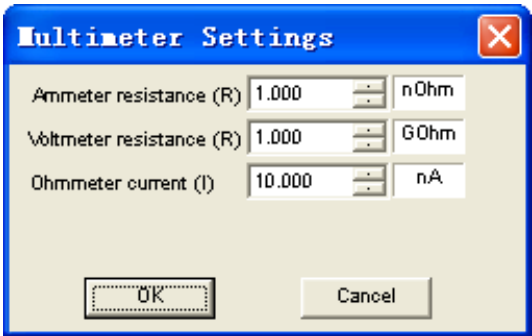 Multimeter Settings
Ammeter resistance (R) 1.000 nOhm
Voltmeter resistance (R) 1.000 GOhm
Ohmmeter current (I) 10.000 nA
OK Cancel